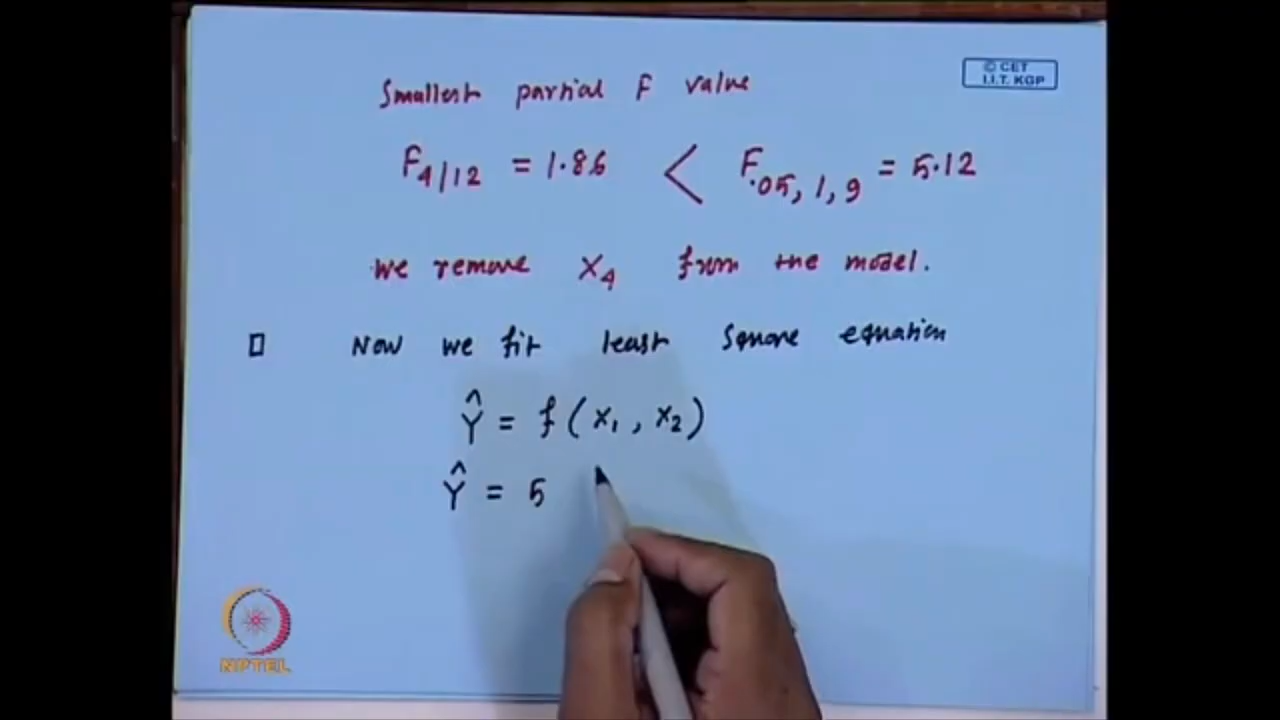 © CET
I.I.T. KGP
Smallest partial F value
F4/12 = 1.86 < F.05, 1, 9 = 5.12
we remove X4 from the model.
□ Now we fit least square equation
Ŷ = f(X1, X2)
Ŷ = 5
NPTEL